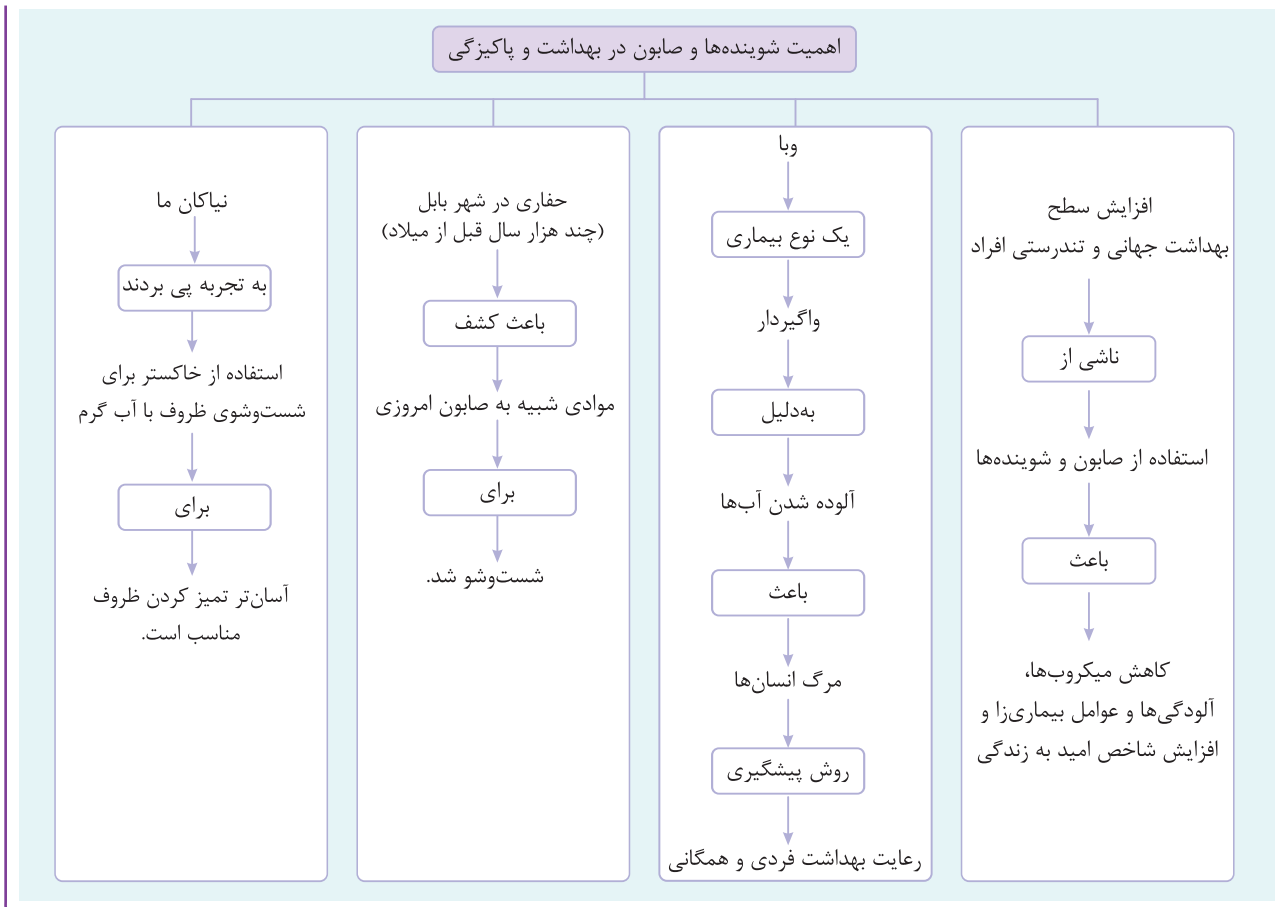 اهمیت شوینده‌ها و صابون در بهداشت و پاکیزگی
افزایش سطح
بهداشت جهانی و تندرستی افراد
ناشی از
استفاده از صابون و شوینده‌ها
باعث
کاهش میکروب‌ها،
آلودگی‌ها و عوامل بیماری‌زا و
افزایش شاخص امید به زندگی
وبا
یک نوع بیماری
واگیردار
به‌دلیل
آلوده شدن آب‌ها
باعث
مرگ انسان‌ها
روش پیشگیری
رعایت بهداشت فردی و همگانی
حفاری در شهر بابل
(چند هزار سال قبل از میلاد)
باعث کشف
موادی شبیه به صابون امروزی
برای
شست‌وشو شد.
نیاکان ما
به تجربه پی بردند
استفاده از خاکستر برای
شست‌وشوی ظروف با آب گرم
برای
آسان‌تر تمیز کردن ظروف
مناسب است.